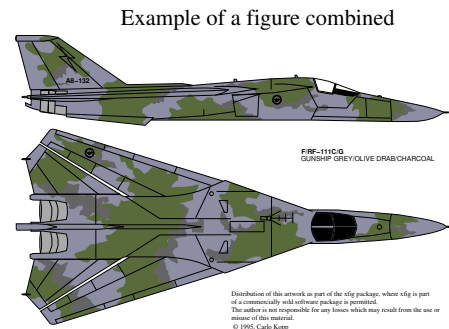 Example of a figure combined
A8-132
F/RF-111C/G
GUNSHIP GREY/OLIVE DRAB/CHARCOAL
Distribution of this artwork as part of the xfig package, where xfig is part
of a commercially sold software package is permitted.
The author is not responsible for any losses which may result from the use or
misuse of this material.
© 1995, Carlo Kopp